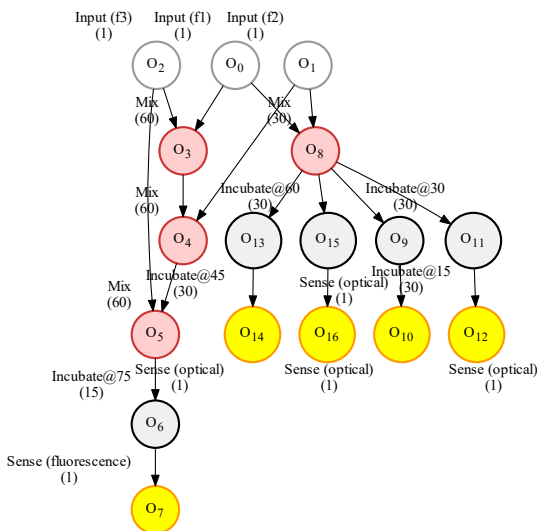 Input (f3)
(1)
Input (f1)
(1)
Input (f2)
(1)
O2
O0
O1
Mix
(60)
Mix
(30)
O3
O8
Mix
(60)
Incubate@60
(30)
Incubate@30
(30)
O4
O13
O15
O9
O11
Incubate@45
(30)
Sense (optical)
(1)
Incubate@15
(30)
Mix
(60)
O5
O14
O16
O10
O12
Incubate@75
(15)
Sense (optical)
(1)
Sense (optical)
(1)
Sense (optical)
(1)
O6
Sense (fluorescence)
(1)
O7